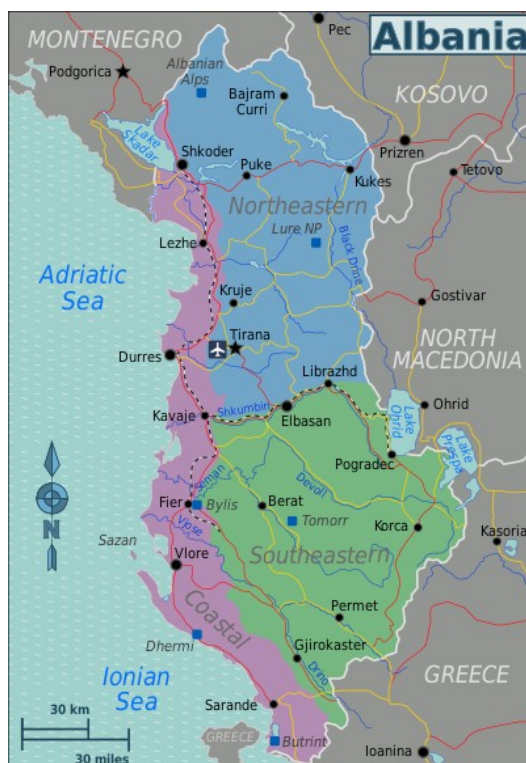 Albania
MONTENEGRO
Pec
Podgorica
Albanian
Alps
Bajram
Curri
KOSOVO
Lake
Skadar
Shkoder
Puke
Prizren
Kukes
Tetovo
Northeastern
Lezhe
Lure NP
Black Drine
Adriatic
Sea
Kruje
Gostivar
Tirana
NORTH
MACEDONIA
Durres
Librazhd
Kavaje
Shkumbin
Elbasan
Lake
Ohrid
Ohrid
Lake
Prespa
Pogradec
Seman
Devoll
N
Fier
Bylis
Berat
Tomorr
Korca
Kasoria
Vjose
Sazan
Vlore
Southeastern
Coastal
Permet
Dhermi
Gjirokaster
Drino
GREECE
Ionian
Sea
Sarande
30 km
30 miles
GREECE
Butrint
Ioanina